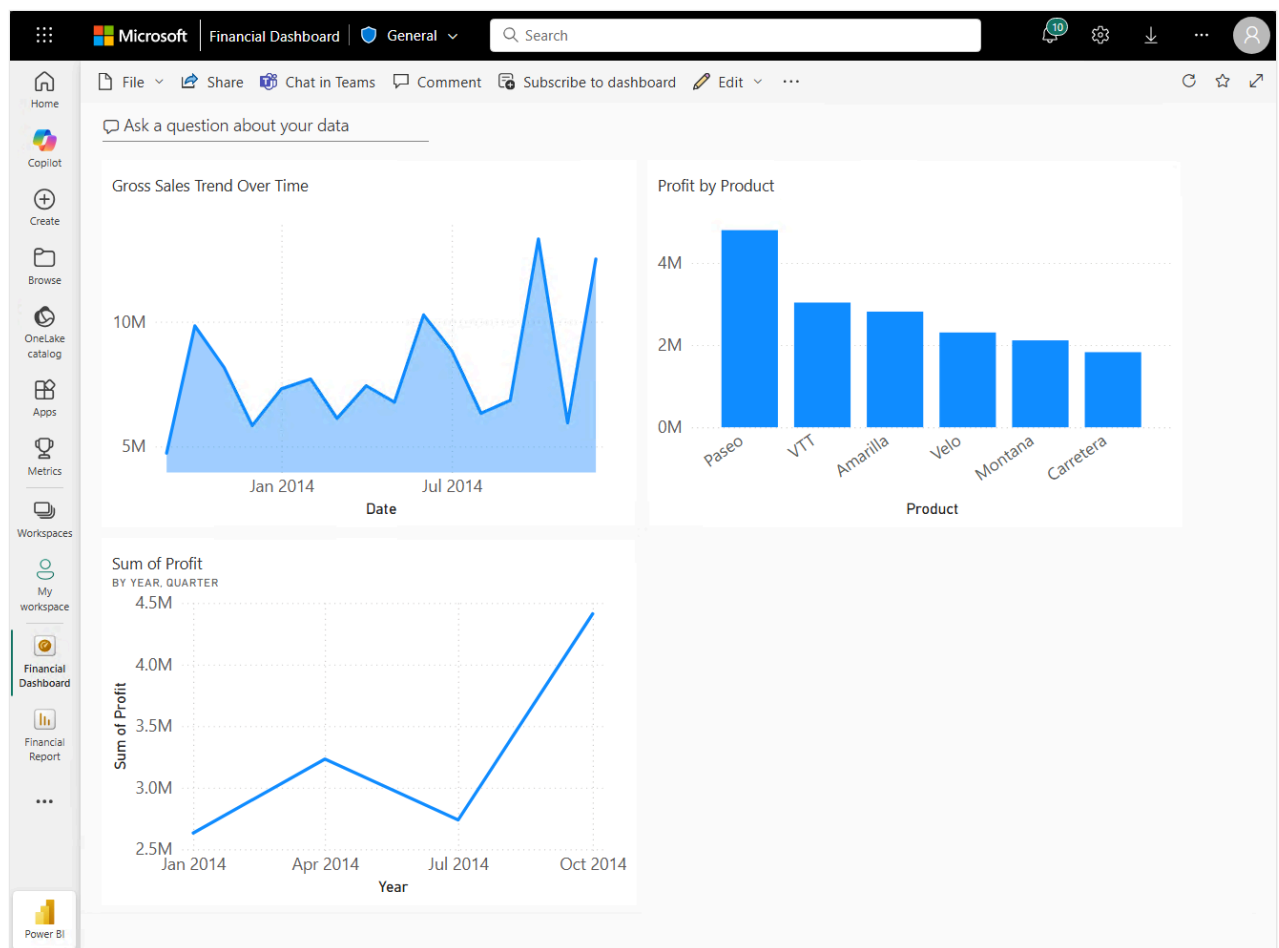 Microsoft Financial Dashboard General Search 10
Home
Copilot
Create
Browse
OneLake
catalog
Apps
Metrics
Workspaces
My
workspace
Financial
Dashboard
Financial
Report
Power BI
File Share Chat in Teams Comment Subscribe to dashboard Edit
Ask a question about your data
Gross Sales Trend Over Time
10M
5M
Jan 2014 Jul 2014
Date
Profit by Product
4M
2M
0M
Paseo VTT Amarilla Velo Montana Carretera
Product
Sum of Profit
BY YEAR, QUARTER
Sum of Profit
4.5M
4.0M
3.5M
3.0M
2.5M
Jan 2014 Apr 2014 Jul 2014 Oct 2014
Year